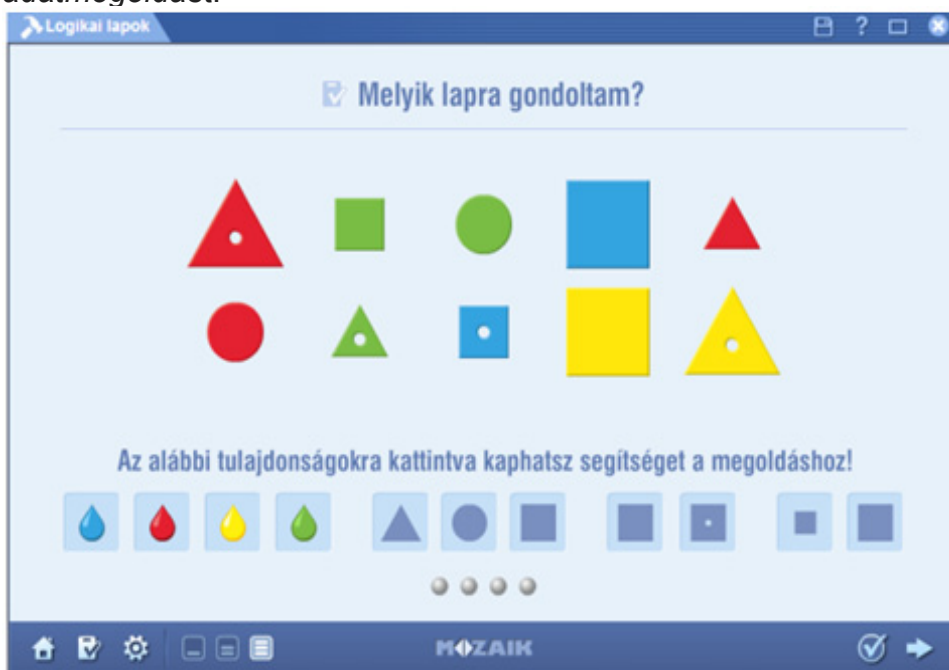 Logikai lapok
?
Melyik lapra gondoltam?
Az alábbi tulajdonságokra kattintva kaphatsz segítséget a megoldáshoz!
MOZAIK